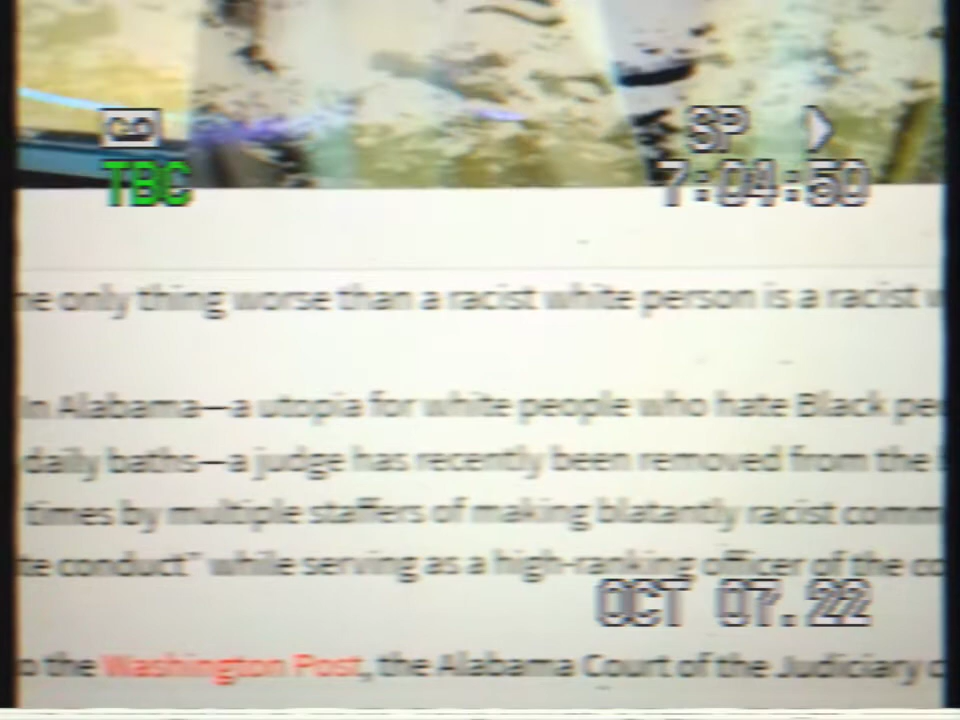 SP
TBC
7:04:50
ne only thing worse than a racist white person is a racist w
In Alabama—a utopia for white people who hate Black peo
daily baths—a judge has recently been removed from the
times by multiple staffers of making blatantly racist comm
te conduct" while serving as a high-ranking officer of the co
OCT 07.22
o the Washington Post, the Alabama Court of the Judiciary